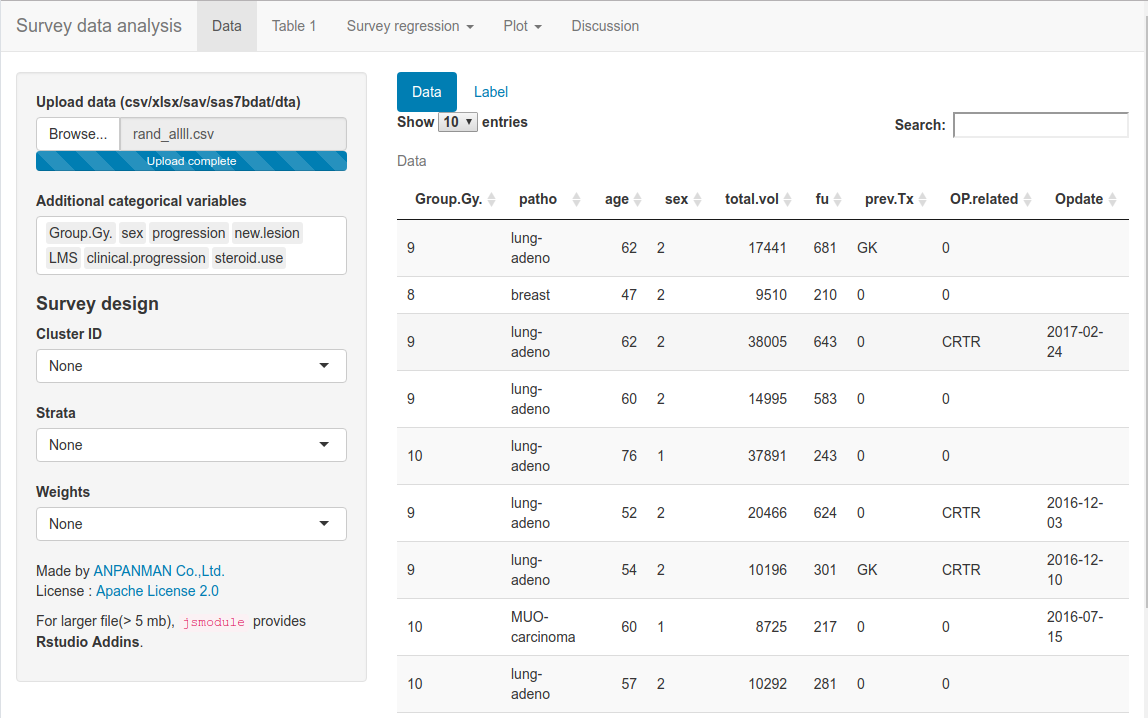 Survey data analysis Data Table 1 Survey regression Plot Discussion
Upload data (csv/xlsx/sav/sas7bdat/dta)
Browse... rand_allll.csv
Upload complete
Additional categorical variables
Group.Gy. sex progression new.lesion
LMS clinical.progression steroid.use
Survey design
Cluster ID
None
Strata
None
Weights
None
Made by ANPANMAN Co.,Ltd.
License : Apache License 2.0
For larger file(> 5 mb), jsmodule provides
Rstudio Addins.
Data Label
Show 10 entries Search:
Data
Group.Gy. patho age sex total.vol fu prev.Tx OP.related Opdate
9 lung-
adeno 62 2 17441 681 GK 0
8 breast 47 2 9510 210 0 0
9 lung-
adeno 62 2 38005 643 0 CRTR 2017-02-
24
9 lung-
adeno 60 2 14995 583 0 0
10 lung-
adeno 76 1 37891 243 0 0
9 lung-
adeno 52 2 20466 624 0 CRTR 2016-12-
03
9 lung-
adeno 54 2 10196 301 GK CRTR 2016-12-
10
10 MUO-
carcinoma 60 1 8725 217 0 0 2016-07-
15
10 lung-
adeno 57 2 10292 281 0 0